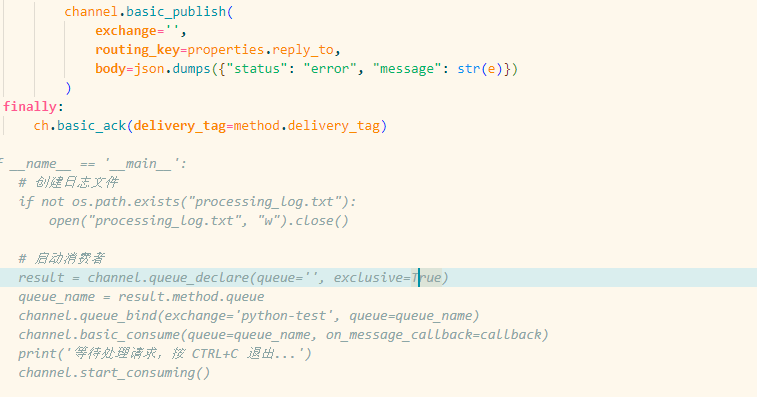 channel.basic_publish(
exchange='',
routing_key=properties.reply_to,
body=json.dumps({"status": "error", "message": str(e)})
)
finally:
ch.basic_ack(delivery_tag=method.delivery_tag)
f __name__ == '__main__':
# 创建日志文件
if not os.path.exists("processing_log.txt"):
open("processing_log.txt", "w").close()
# 启动消费者
result = channel.queue_declare(queue='', exclusive=True)
queue_name = result.method.queue
channel.queue_bind(exchange='python-test', queue=queue_name)
channel.basic_consume(queue=queue_name, on_message_callback=callback)
print('等待处理请求，按 CTRL+C 退出...')
channel.start_consuming()